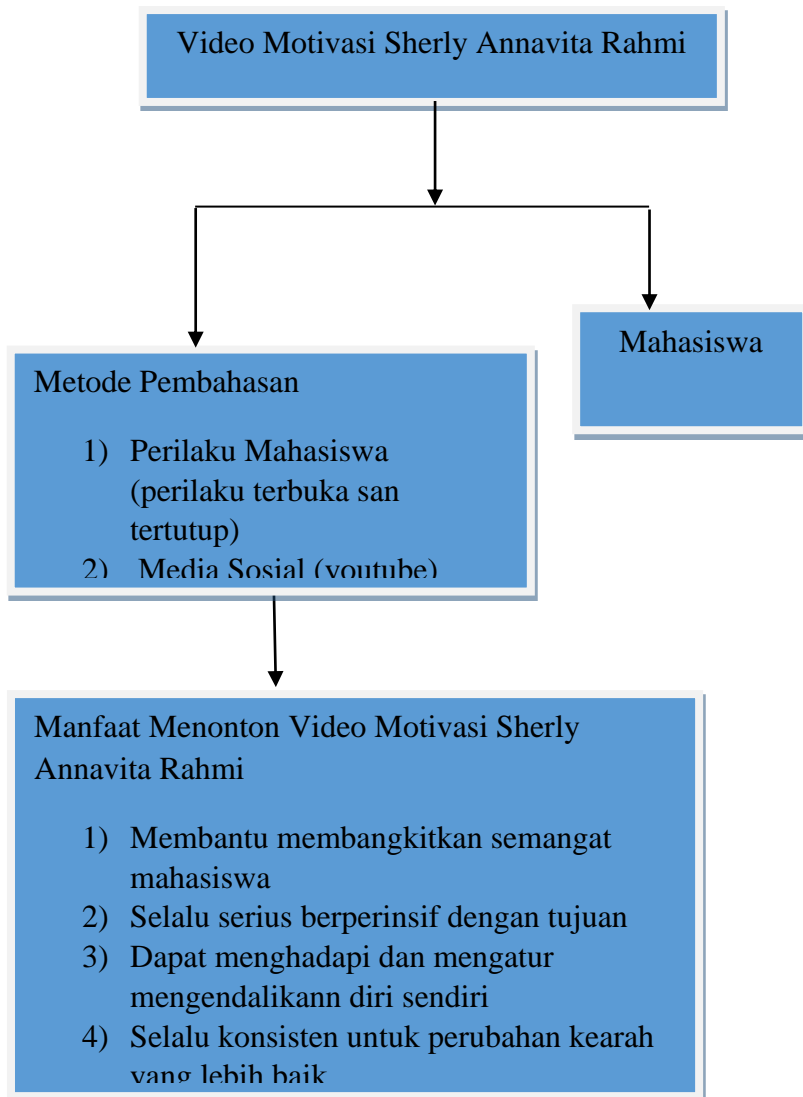 Video Motivasi Sherly Annavita Rahmi
Mahasiswa
Metode Pembahasan
1) Perilaku Mahasiswa
(perilaku terbuka san
tertutup)
2) Media Sosial (youtube)
Manfaat Menonton Video Motivasi Sherly
Annavita Rahmi
1) Membantu membangkitkan semangat
mahasiswa
2) Selalu serius berperinsif dengan tujuan
3) Dapat menghadapi dan mengatur
mengendalikann diri sendiri
4) Selalu konsisten untuk perubahan kearah
yang lebih baik